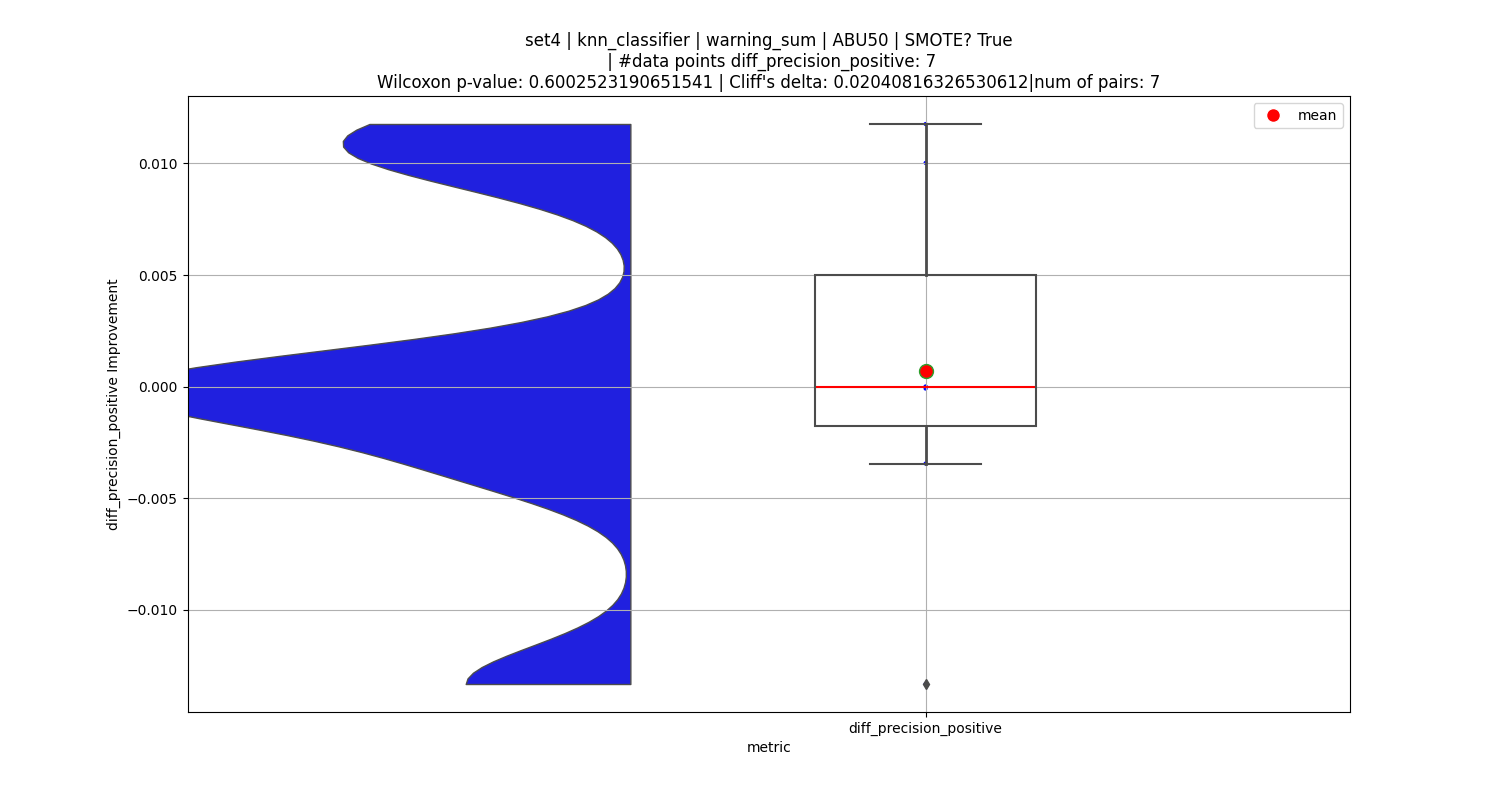 set4 | knn_classifier | warning_sum | ABU50 | SMOTE? True
| #data points diff_precision_positive: 7
Wilcoxon p-value: 0.6002523190651541 | Cliff's delta: 0.02040816326530612|num of pairs: 7
mean
0.010
0.005
0.000
−0.005
−0.010
diff_precision_positive Improvement
diff_precision_positive
metric